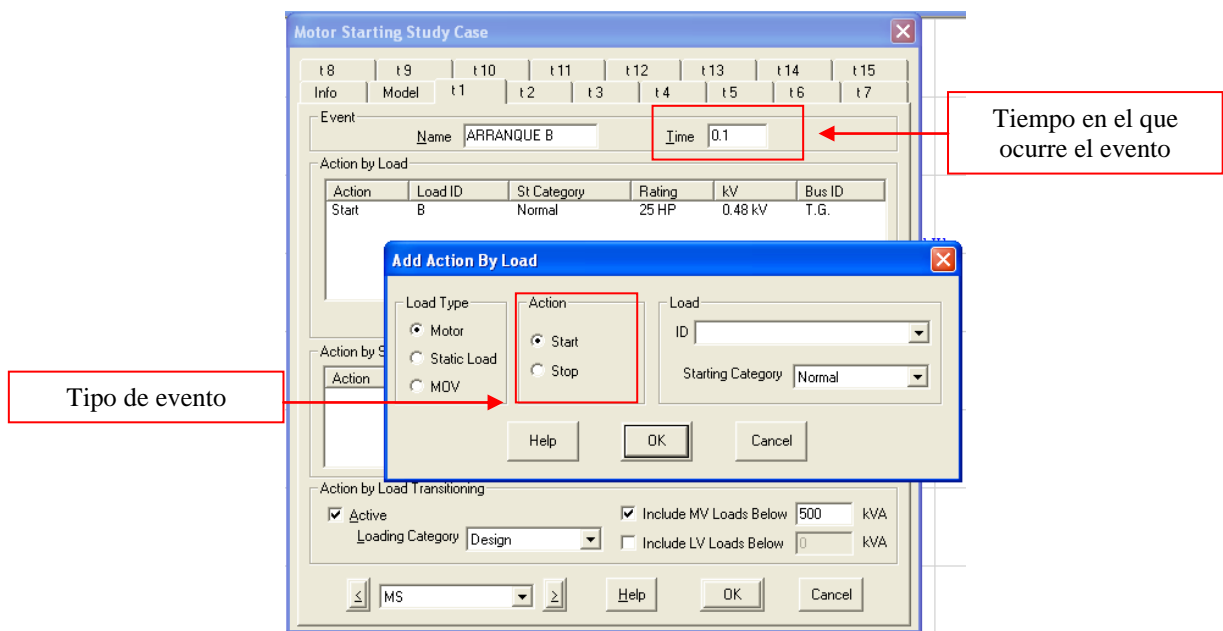 Motor Starting Study Case
t 8 t 9 t 10 t 11 t 12 t 13 t 14 t 15
Info Model t 1 t 2 t 3 t 4 t 5 t 6 t 7
Event
Name ARRANQUE B Time 0.1
Tiempo en el que
ocurre el evento
Action by Load
Action Load ID St Category Rating kV Bus ID
Start B Normal 25 HP 0.48 kV T.G.
Add Action By Load
Load Type Action Load
Motor Start ID
Static Load Stop Starting Category Normal
MOV
Help OK Cancel
Action by S
Action
Tipo de evento
Action by Load Transitioning
Active Include MV Loads Below 500 kVA
Loading Category Design Include LV Loads Below 0 kVA
< MS > Help OK Cancel